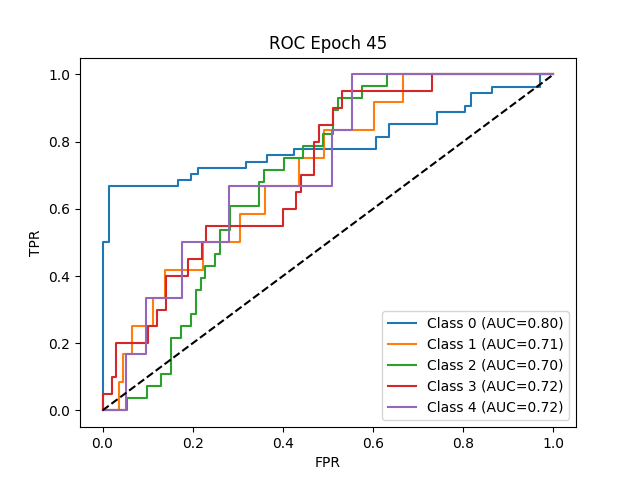 ROC Epoch 45
TPR
1.0
0.8
0.6
0.4
0.2
0.0
Class 0 (AUC=0.80)
Class 1 (AUC=0.71)
Class 2 (AUC=0.70)
Class 3 (AUC=0.72)
Class 4 (AUC=0.72)
0.0 0.2 0.4 0.6 0.8 1.0
FPR